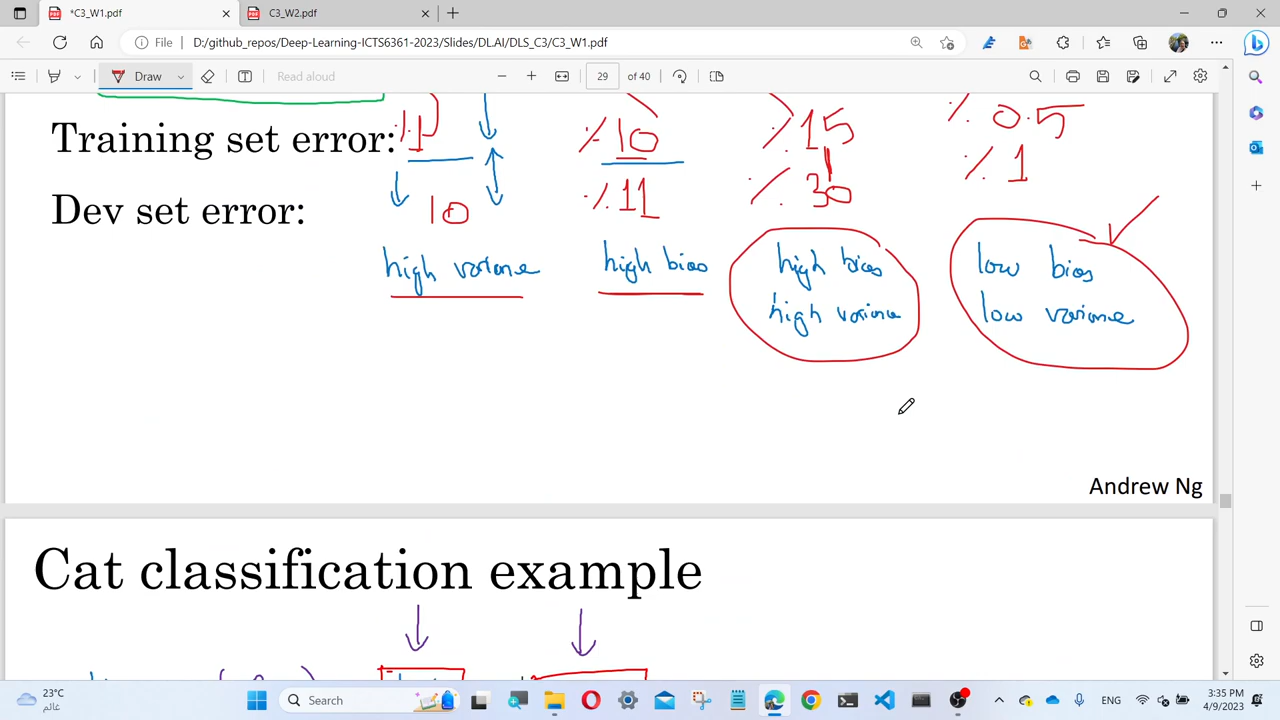 *C3_W1.pdf
C3_W2.pdf
File
D:/github_repos/Deep-Learning-ICTS6361-2023/Slides/DL.AI/DLS_C3/C3_W1.pdf
Draw
Read aloud
29 of 40
Training set error: ٪1 ٪10 ٪15 ٪0.5
Dev set error: 10 ٪11 ٪30 ٪1
high variance high bias high bias low bias
high variance low variance
Andrew Ng
Cat classification example
23°C
غائم
Search
ENG
3:35 PM
4/9/2023